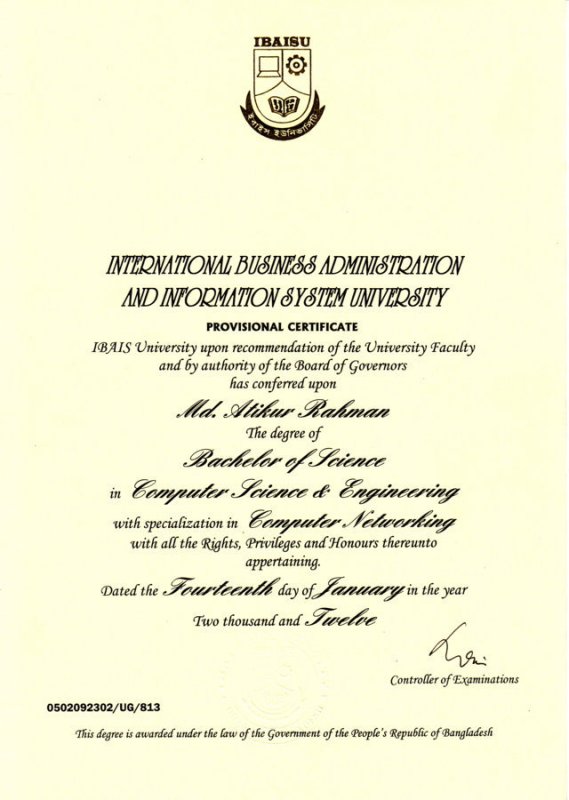 IBAISU
ইবাইস ইউনিভার্সিটি
INTERNATIONAL BUSINESS ADMINISTRATION
AND INFORMATION SYSTEM UNIVERSITY
PROVISIONAL CERTIFICATE
IBAIS University upon recommendation of the University Faculty
and by authority of the Board of Governors
has conferred upon
Md. Atikur Rahman
The degree of
Bachelor of Science
in Computer Science & Engineering
with specialization in Computer Networking
with all the Rights, Privileges and Honours thereunto
appertaining.
Dated the Fourteenth day of January in the year
Two thousand and Twelve
Controller of Examinations
0502092302/UG/813
This degree is awarded under the law of the Government of the People's Republic of Bangladesh